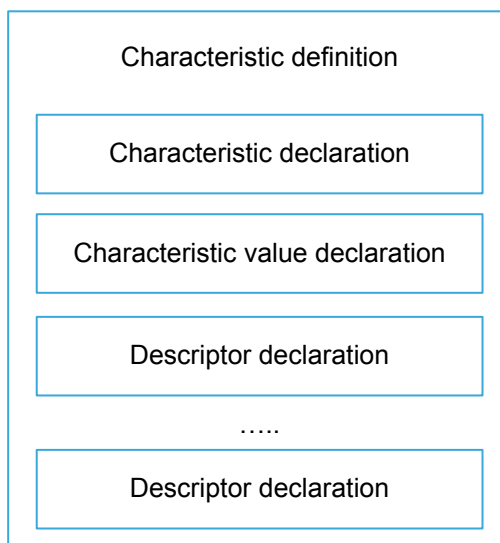 Characteristic definition
Characteristic declaration
Characteristic value declaration
Descriptor declaration
.....
Descriptor declaration